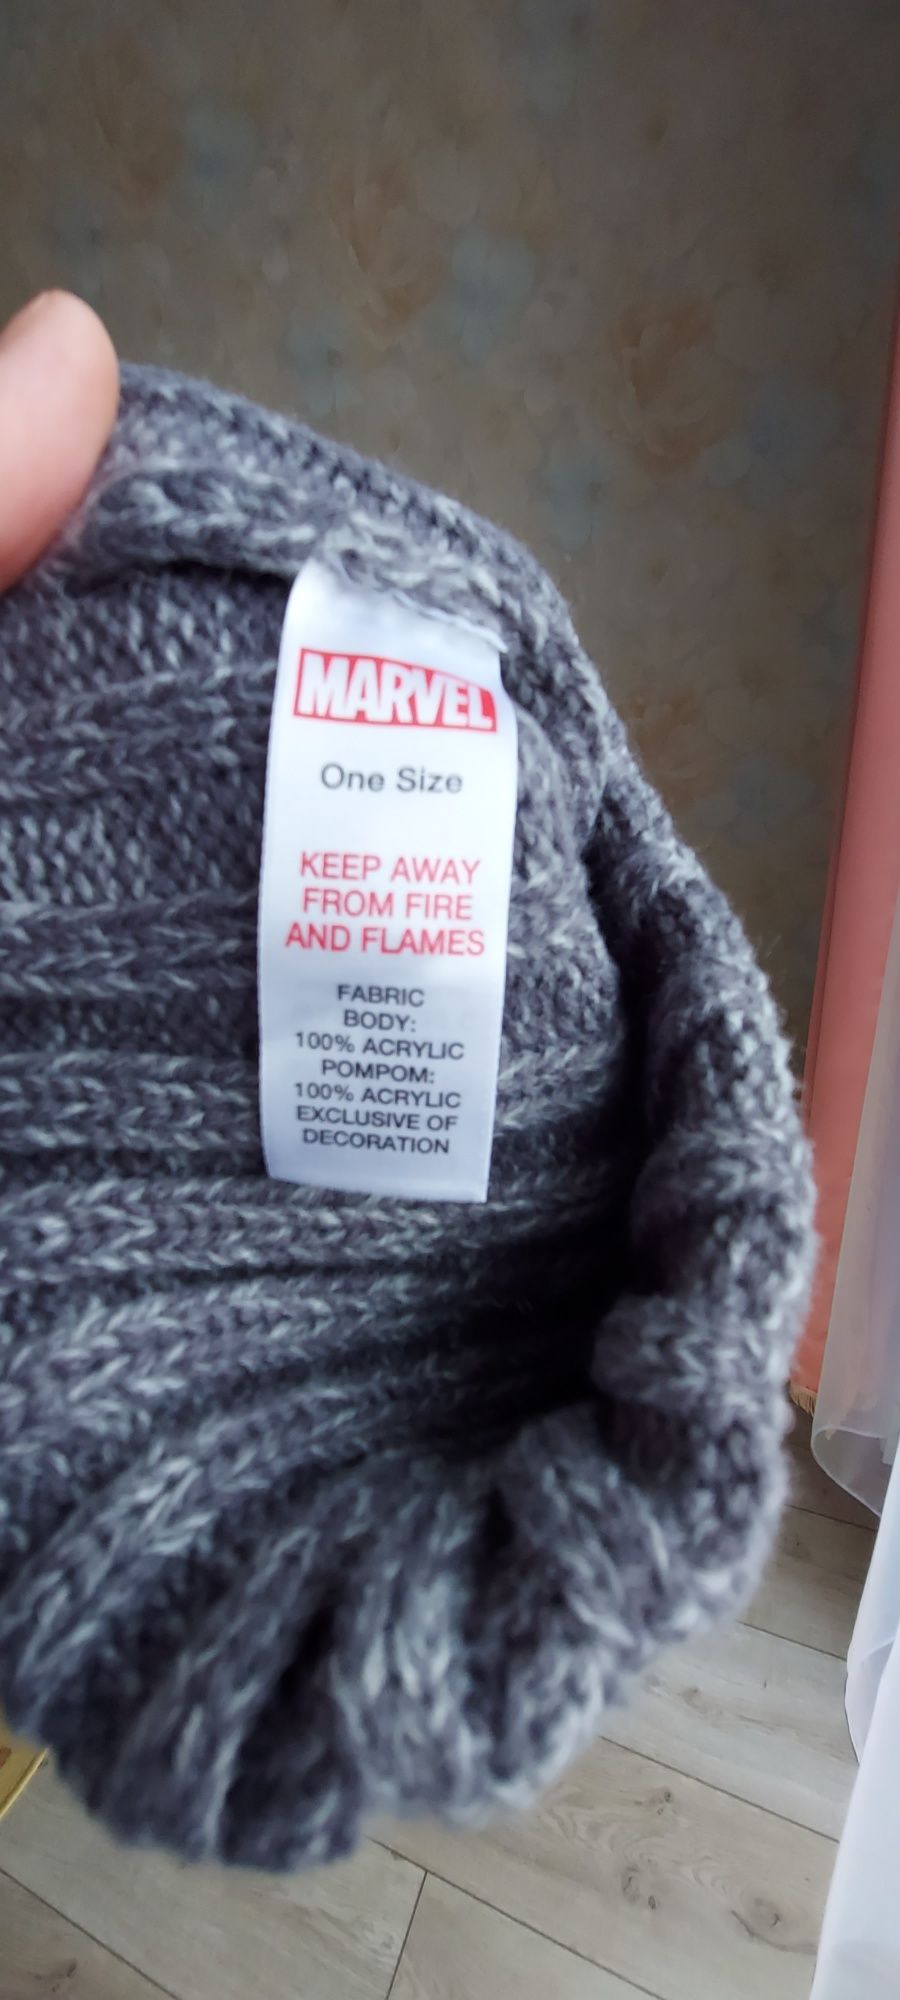 MARVEL
One Size
KEEP AWAY
FROM FIRE
AND FLAMES
FABRIC
BODY:
100% ACRYLIC
POMPOM:
100% ACRYLIC
EXCLUSIVE OF
DECORATION